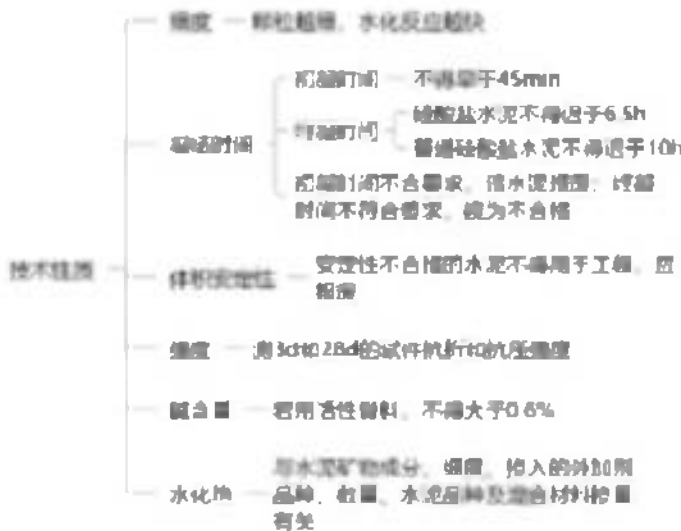 细度
颗粒越细，水化反应越快
初凝时间
不得早于45min
硅酸盐水泥不得迟于6.5h
终凝时间
普通硅酸盐水泥不得迟于10h
凝结时间
初凝时间不合要求，该水泥报废；终凝
时间不符合要求，视为不合格
技术性质
体积安定性
安定性不合格的水泥不得用于工程，应
报废
强度
测3d和28d的试件抗折和抗压强度
碱含量
若用活性骨料，不得大于0.6%
水化热
与水泥矿物成分、细度、掺入的外加剂
品种、数量、水泥品种及混合材料掺量
有关